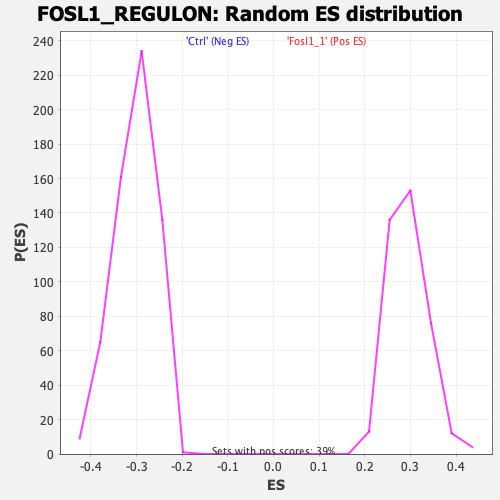 FOSL1_REGULON: Random ES distribution
'Ctrl' (Neg ES) 'Fosl1_1' (Pos ES)
240
220
200
180
160
140
120
100
80
60
40
20
0
P(ES)
Sets with pos scores: 39%
-0.4 -0.3 -0.2 -0.1 0.0 0.1 0.2 0.3 0.4
ES